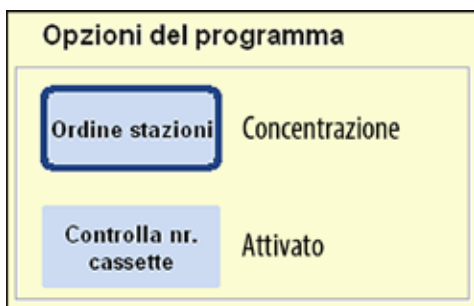 Opzioni del programma
Ordine stazioni
Concentrazione
Controlla nr.
cassette
Attivato